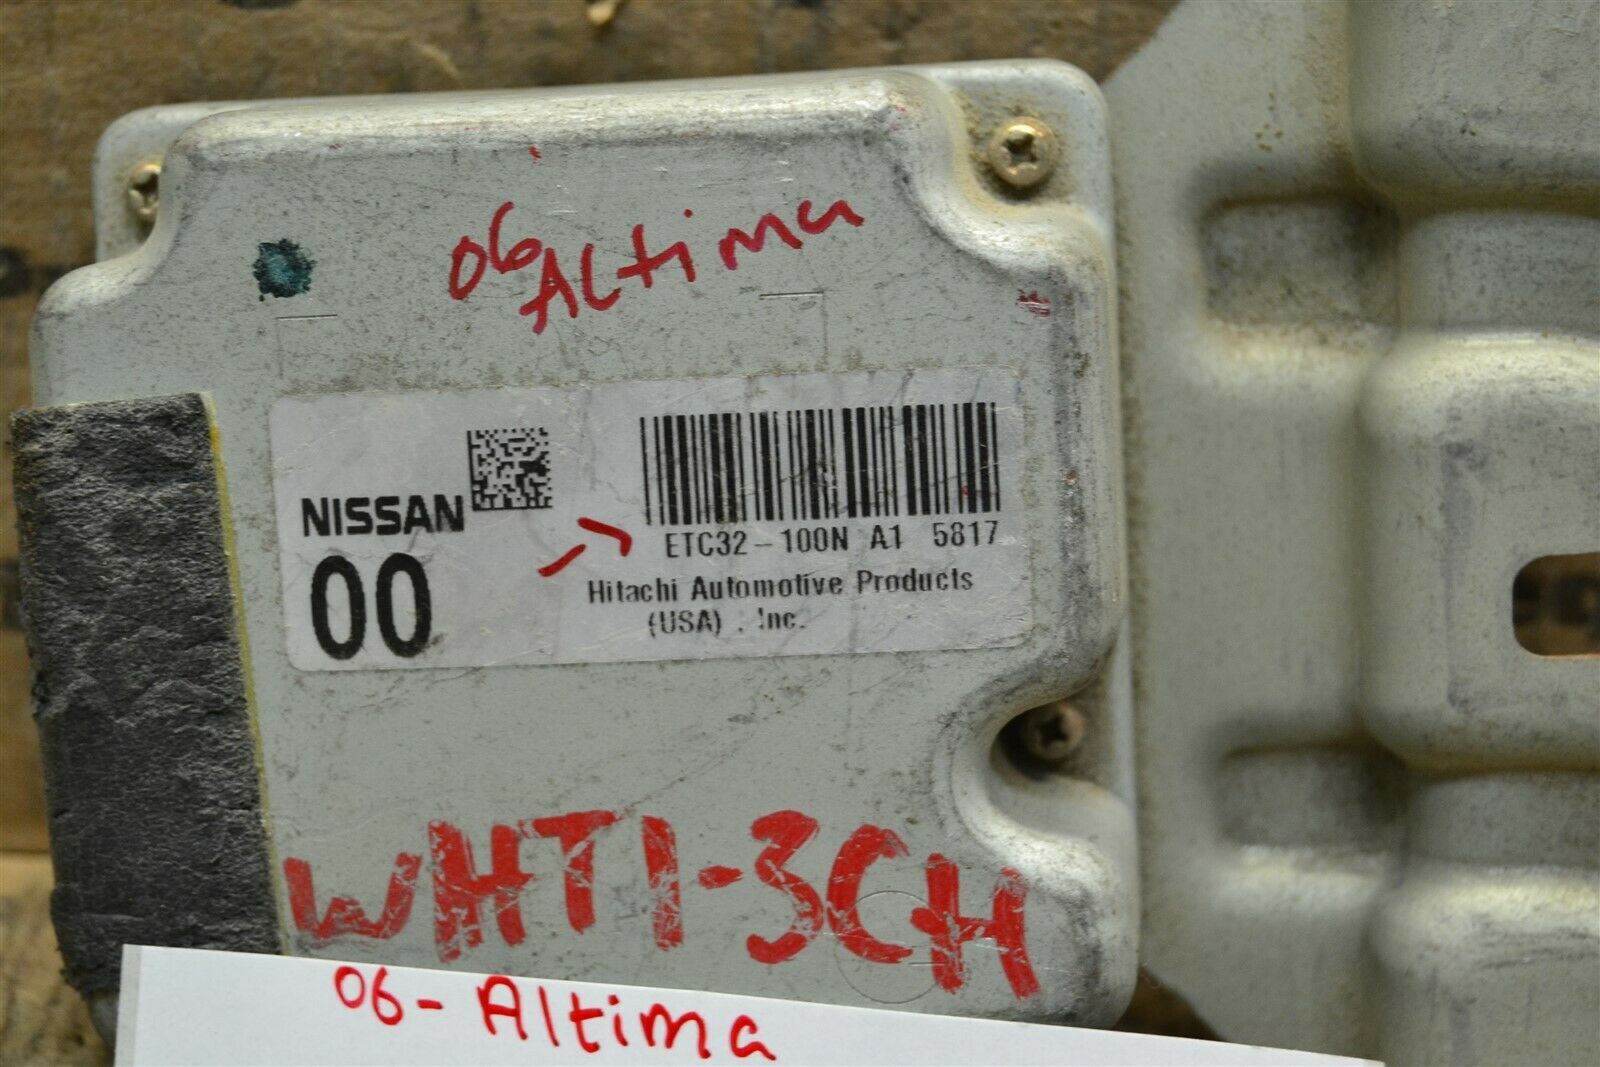 06 Altima
NISSAN
00
ETC32-100N A1 5817
Hitachi Automotive Products
(USA), Inc.
WHT1-3CH
06-Altima